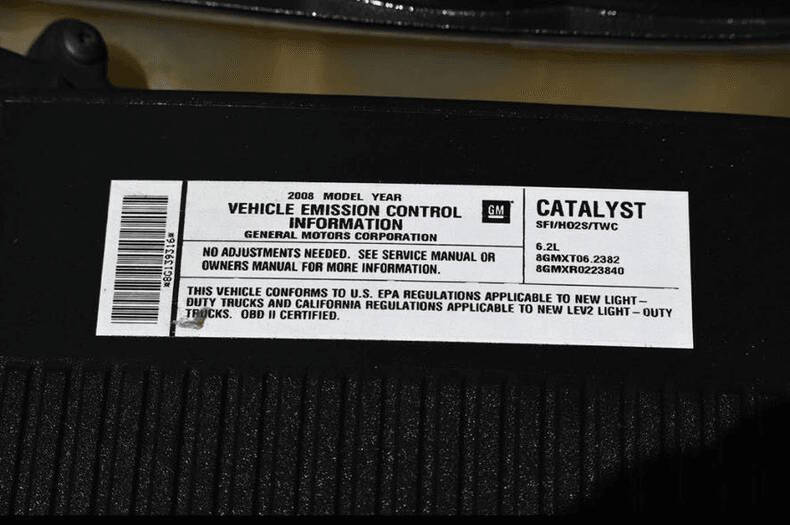 *8G139316*
2008 MODEL YEAR
VEHICLE EMISSION CONTROL
INFORMATION
GENERAL MOTORS CORPORATION
GM
NO ADJUSTMENTS NEEDED. SEE SERVICE MANUAL OR
OWNERS MANUAL FOR MORE INFORMATION.
CATALYST
SFI/HO2S/TWC
6.2L
8GMXT06.2382
8GMXR0223840
THIS VEHICLE CONFORMS TO U.S. EPA REGULATIONS APPLICABLE TO NEW LIGHT-
DUTY TRUCKS AND CALIFORNIA REGULATIONS APPLICABLE TO NEW LEV2 LIGHT-DUTY
TRUCKS. OBD II CERTIFIED.